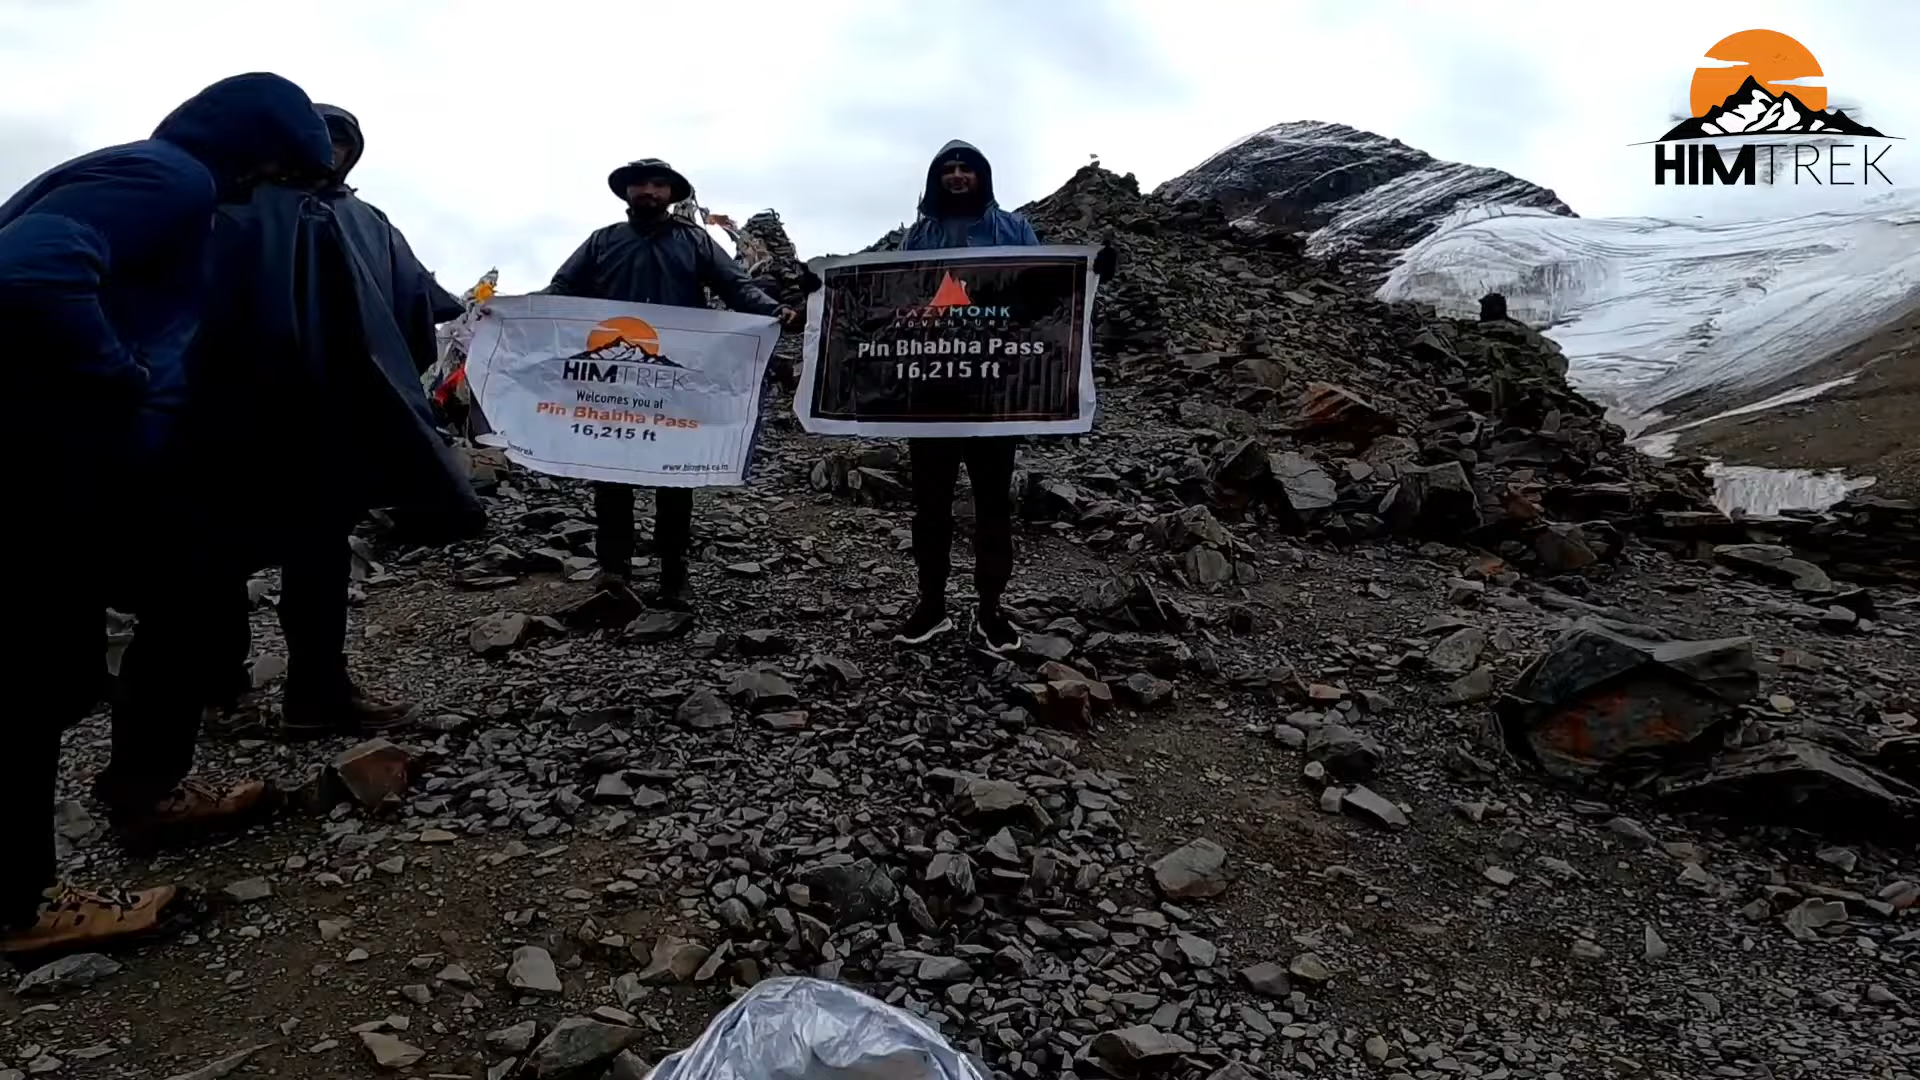 HIMTREK
HIMTREK
Welcomes you at
Pin Bhabha Pass
16,215 ft
www.himtrek.co.in
LAZYMONK
ADVENTURE
Pin Bhabha Pass
16,215 ft